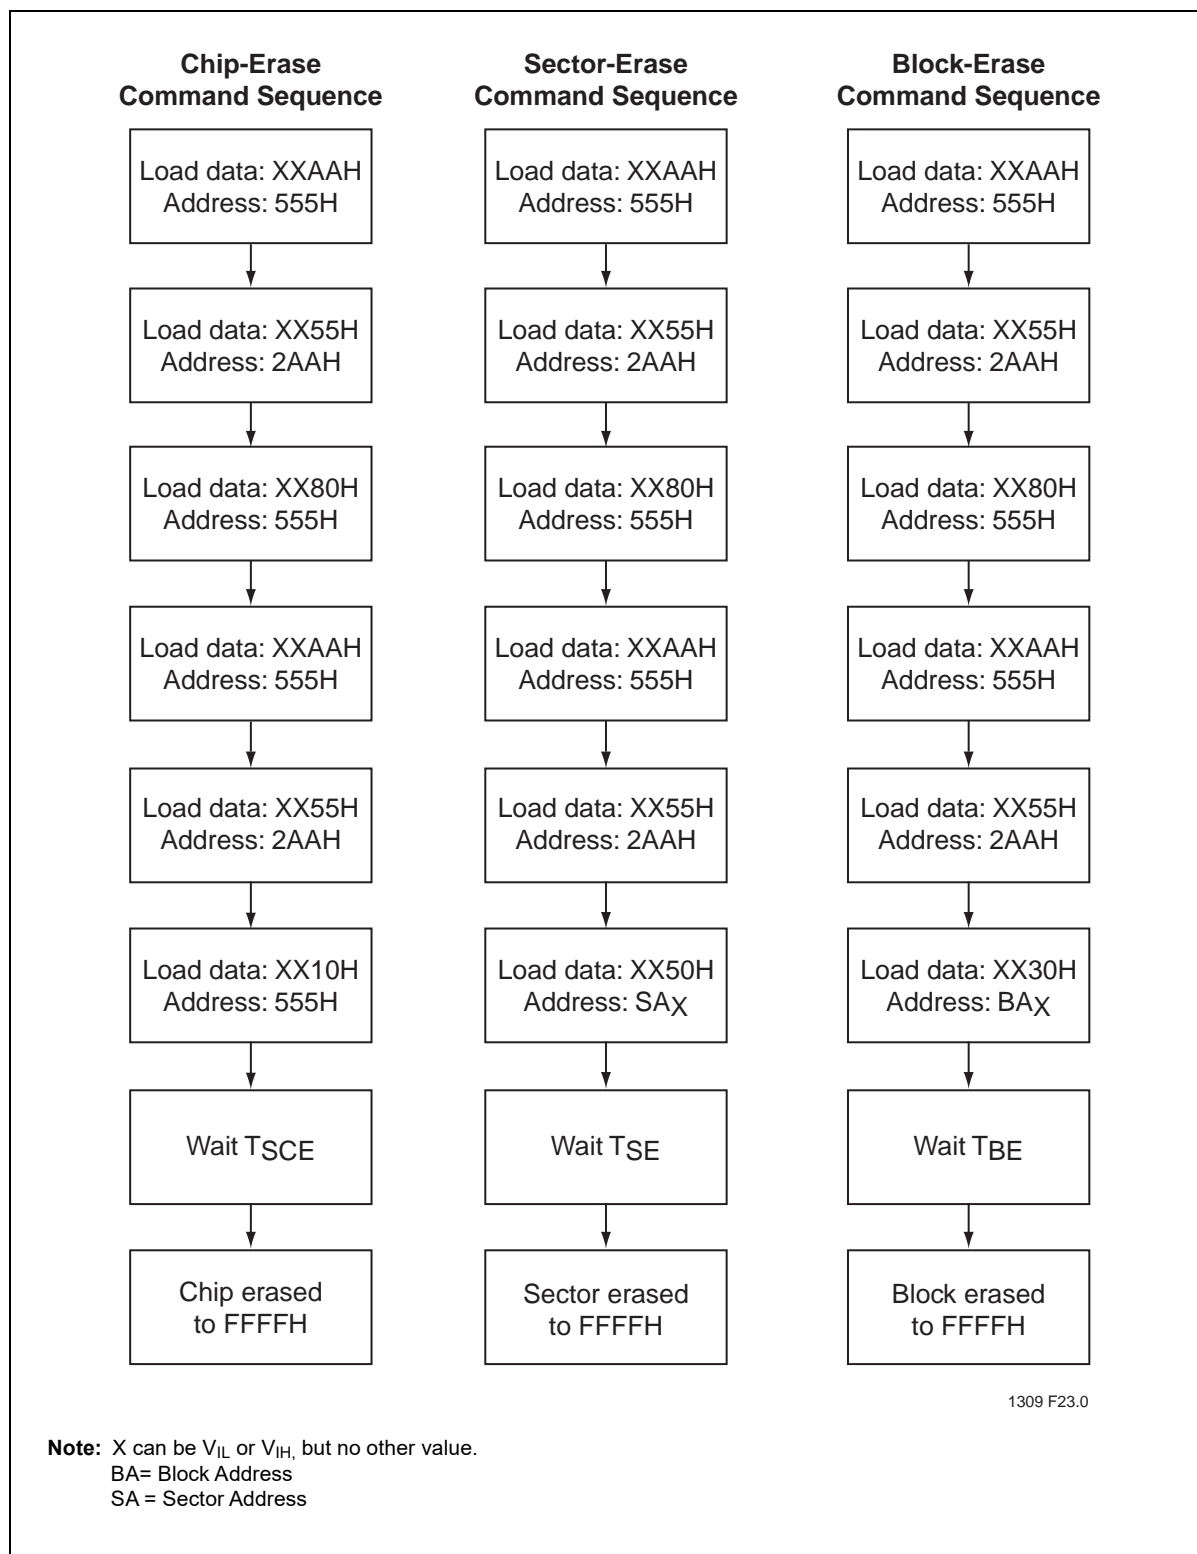 Chip-Erase
Command Sequence
Load data: XXAAH
Address: 555H
Load data: XX55H
Address: 2AAH
Load data: XX80H
Address: 555H
Load data: XXAAH
Address: 555H
Load data: XX55H
Address: 2AAH
Load data: XX10H
Address: 555H
Wait TSCE
Chip erased
to FFFFH
Sector-Erase
Command Sequence
Load data: XXAAH
Address: 555H
Load data: XX55H
Address: 2AAH
Load data: XX80H
Address: 555H
Load data: XXAAH
Address: 555H
Load data: XX55H
Address: 2AAH
Load data: XX50H
Address: SAX
Wait TSE
Sector erased
to FFFFH
Block-Erase
Command Sequence
Load data: XXAAH
Address: 555H
Load data: XX55H
Address: 2AAH
Load data: XX80H
Address: 555H
Load data: XXAAH
Address: 555H
Load data: XX55H
Address: 2AAH
Load data: XX30H
Address: BAX
Wait TBE
Block erased
to FFFFH
1309 F23.0
Note: X can be VIL or VIH, but no other value.
BA= Block Address
SA = Sector Address